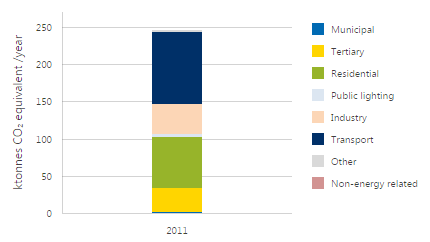 ktonnes CO₂ equivalent /year
250
200
150
100
50
0
2011
Municipal
Tertiary
Residential
Public lighting
Industry
Transport
Other
Non-energy related